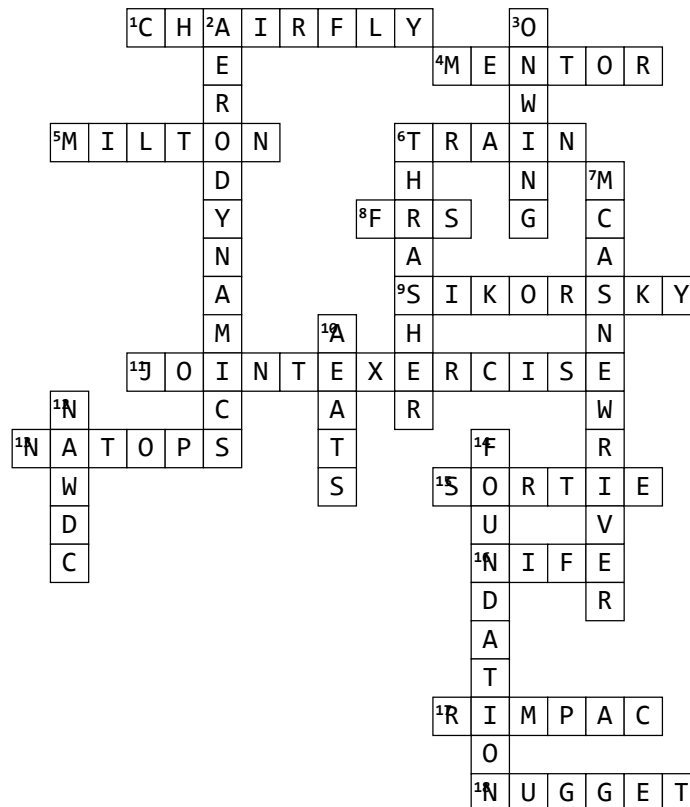 1C H 2A I R F L Y 3O
E 4M E N T O R
R W
5M I L T O N 6T R A I N
D H N 7M
Y 8F R S G C
N A A
A 9S I K O R S K Y
M 10A H N
11J O I N T E X E R C I S E
12N C A R W
13N A T O P S T 14F R
W S 15S O R T I E
D U V
C 16N I F E
D R
A
T
17R I M P A C
O
18N U G G E T